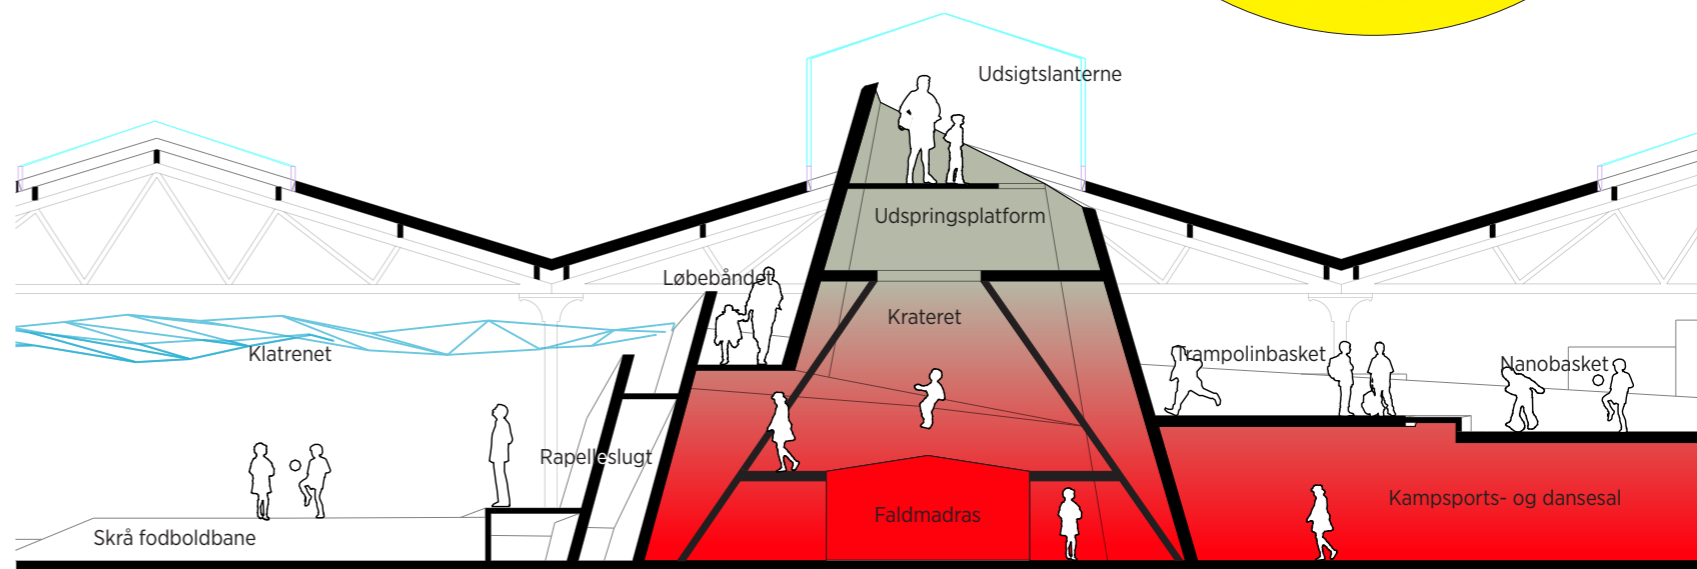 Udsigtslanterne
Udspringsplatform
Løbebåndet
Krateret
Klatrenet
Trampolinbasket
Nanobasket
Rapelleslugt
Kampsports- og dansesal
Faldmadras
Skrå fodboldbane